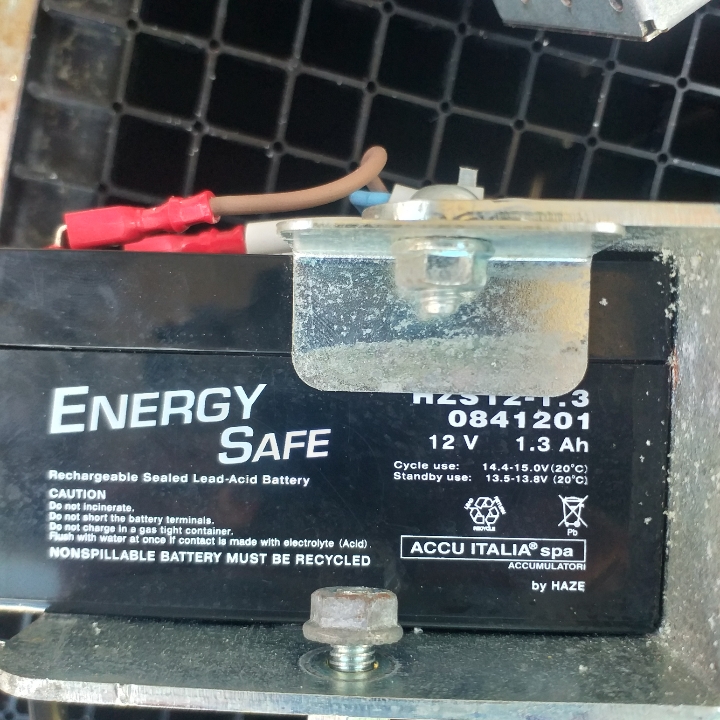 ENERGY
SAFE
Rechargeable Sealed Lead-Acid Battery
CAUTION
Do not incinerate.
Do not short the battery terminals.
Do not charge in a gas tight container.
Flush with water at once if contact is made with electrolyte (Acid).
NONSPILLABLE BATTERY MUST BE RECYCLED
HZS12-1.3
0841201
12 V 1.3 Ah
Cycle use: 14.4-15.0V(20°C)
Standby use: 13.5-13.8V (20°C)
RECYCLE
Pb
ACCU ITALIA® spa
ACCUMULATORI
by HAZE